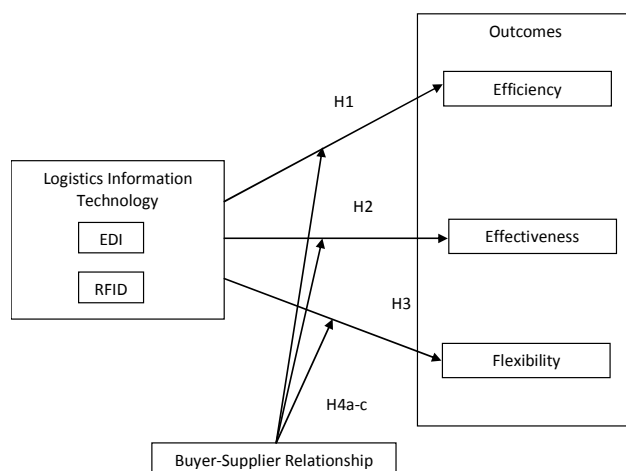 Outcomes
Efficiency
H1
Logistics Information
Technology
EDI
RFID
H2
Effectiveness
H3
Flexibility
H4a-c
Buyer-Supplier Relationship